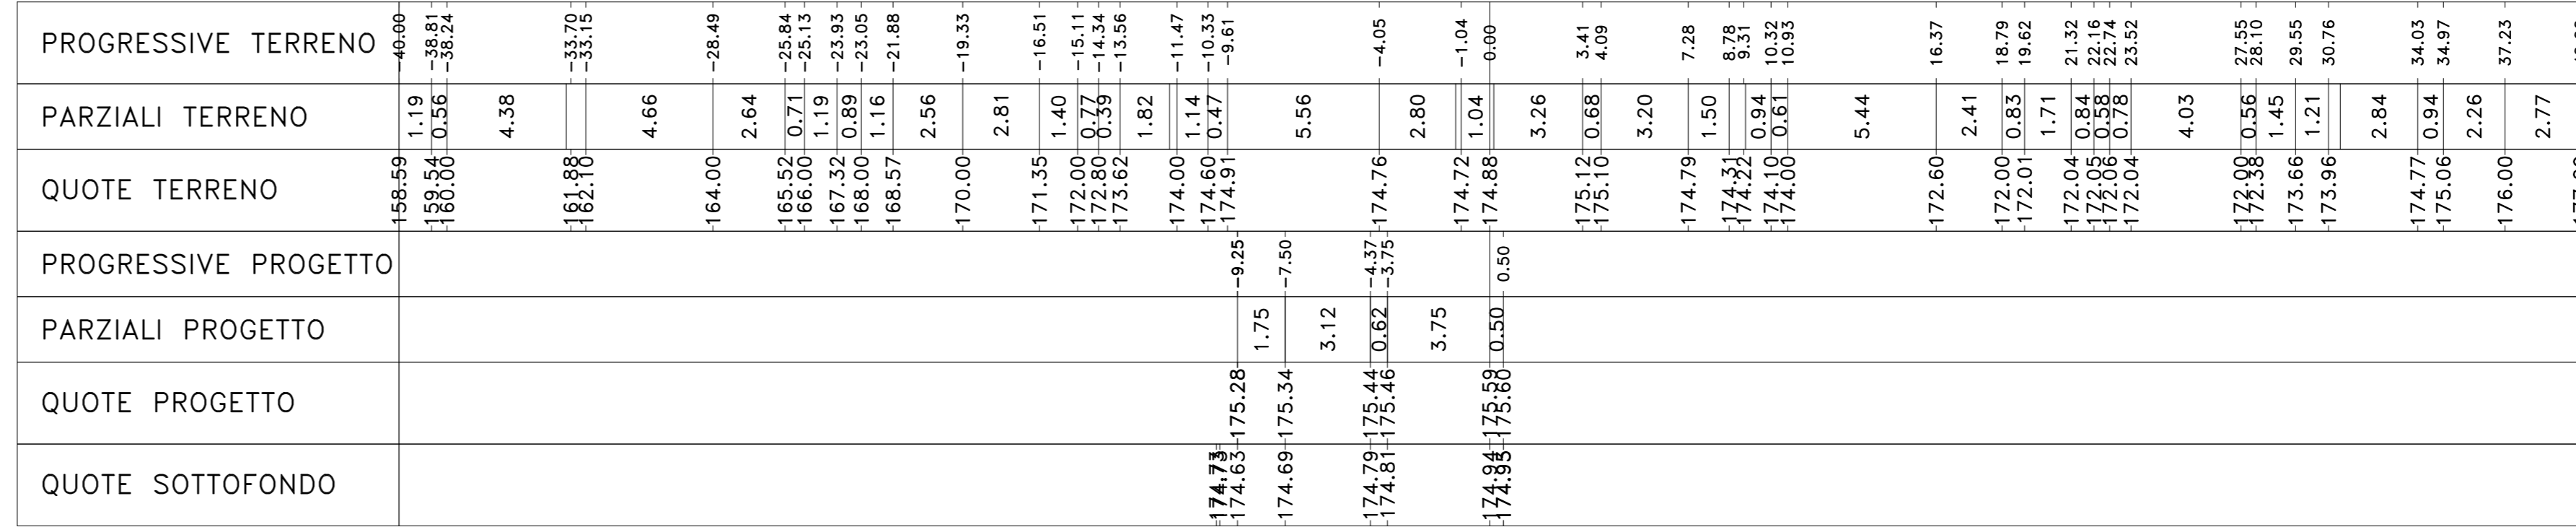 PROGRESSIVE TERRENO -40.00 -38.81 -38.24 -33.70 -33.15 -28.49 -25.84 -25.13 -23.93 -23.05 -21.88 -19.33 -16.51 -15.11 -14.34 -13.56 -11.47 -10.33 -9.61 -4.05 -1.04 0.00 3.41 4.09 7.28 8.78 9.31 10.32 10.93 16.37 18.79 19.62 21.32 22.16 22.74 23.52 27.55 28.10 29.55 30.76 34.03 34.97 37.23
PARZIALI TERRENO 1.19 0.56 4.38 4.66 2.64 0.71 1.19 0.89 1.16 2.56 2.81 1.40 0.77 0.39 1.82 1.14 0.47 5.56 2.80 1.04 3.26 0.68 3.20 1.50 0.94 0.61 5.44 2.41 0.83 1.71 0.84 0.58 0.78 4.03 0.56 1.45 1.21 2.84 0.94 2.26 2.77
QUOTE TERRENO 158.59 159.54 160.00 161.88 162.10 164.00 165.52 166.00 167.32 168.00 168.57 170.00 171.35 172.00 172.80 173.62 174.00 174.60 174.91 174.76 174.72 174.88 175.12 175.10 174.79 174.31 174.22 174.10 174.00 172.60 172.00 172.01 172.04 172.05 172.06 172.04 172.00 172.38 173.66 173.96 174.77 175.06 176.00
PROGRESSIVE PROGETTO -9.25 -7.50 -4.37 -3.75 0.50
PARZIALI PROGETTO 1.75 3.12 0.62 3.75 0.50
QUOTE PROGETTO 175.28 175.34 175.44 175.46 175.59 175.60
QUOTE SOTTOFONDO 174.63 174.69 174.79 174.81 174.94 174.95